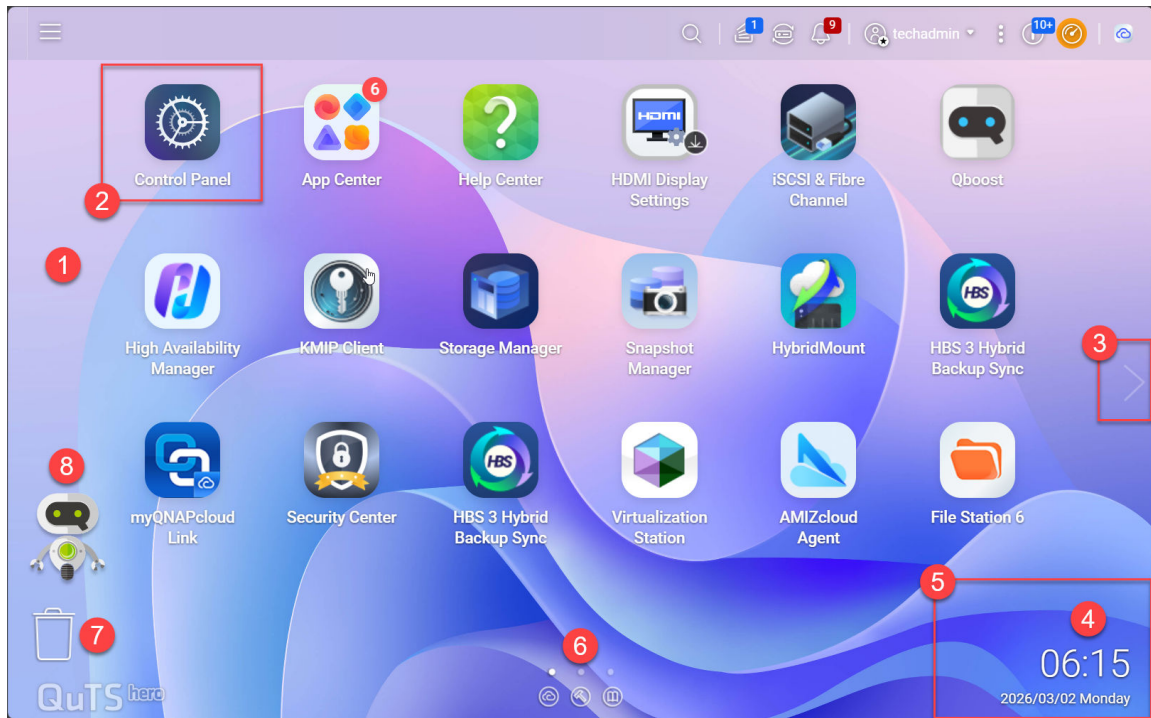 1
9
techadmin
10+
6
HDMI
Control Panel
App Center
Help Center
HDMI Display
Settings
iSCSI & Fibre
Channel
Qboost
2
1
HBS
High Availability
Manager
KMIP Client
Storage Manager
Snapshot
Manager
HybridMount
HBS 3 Hybrid
Backup Sync
3
8
HBS
myQNAPcloud
Link
Security Center
HBS 3 Hybrid
Backup Sync
Virtualization
Station
AMIZcloud
Agent
File Station 6
5
4
7
6
06:15
QuTS hero
2026/03/02 Monday